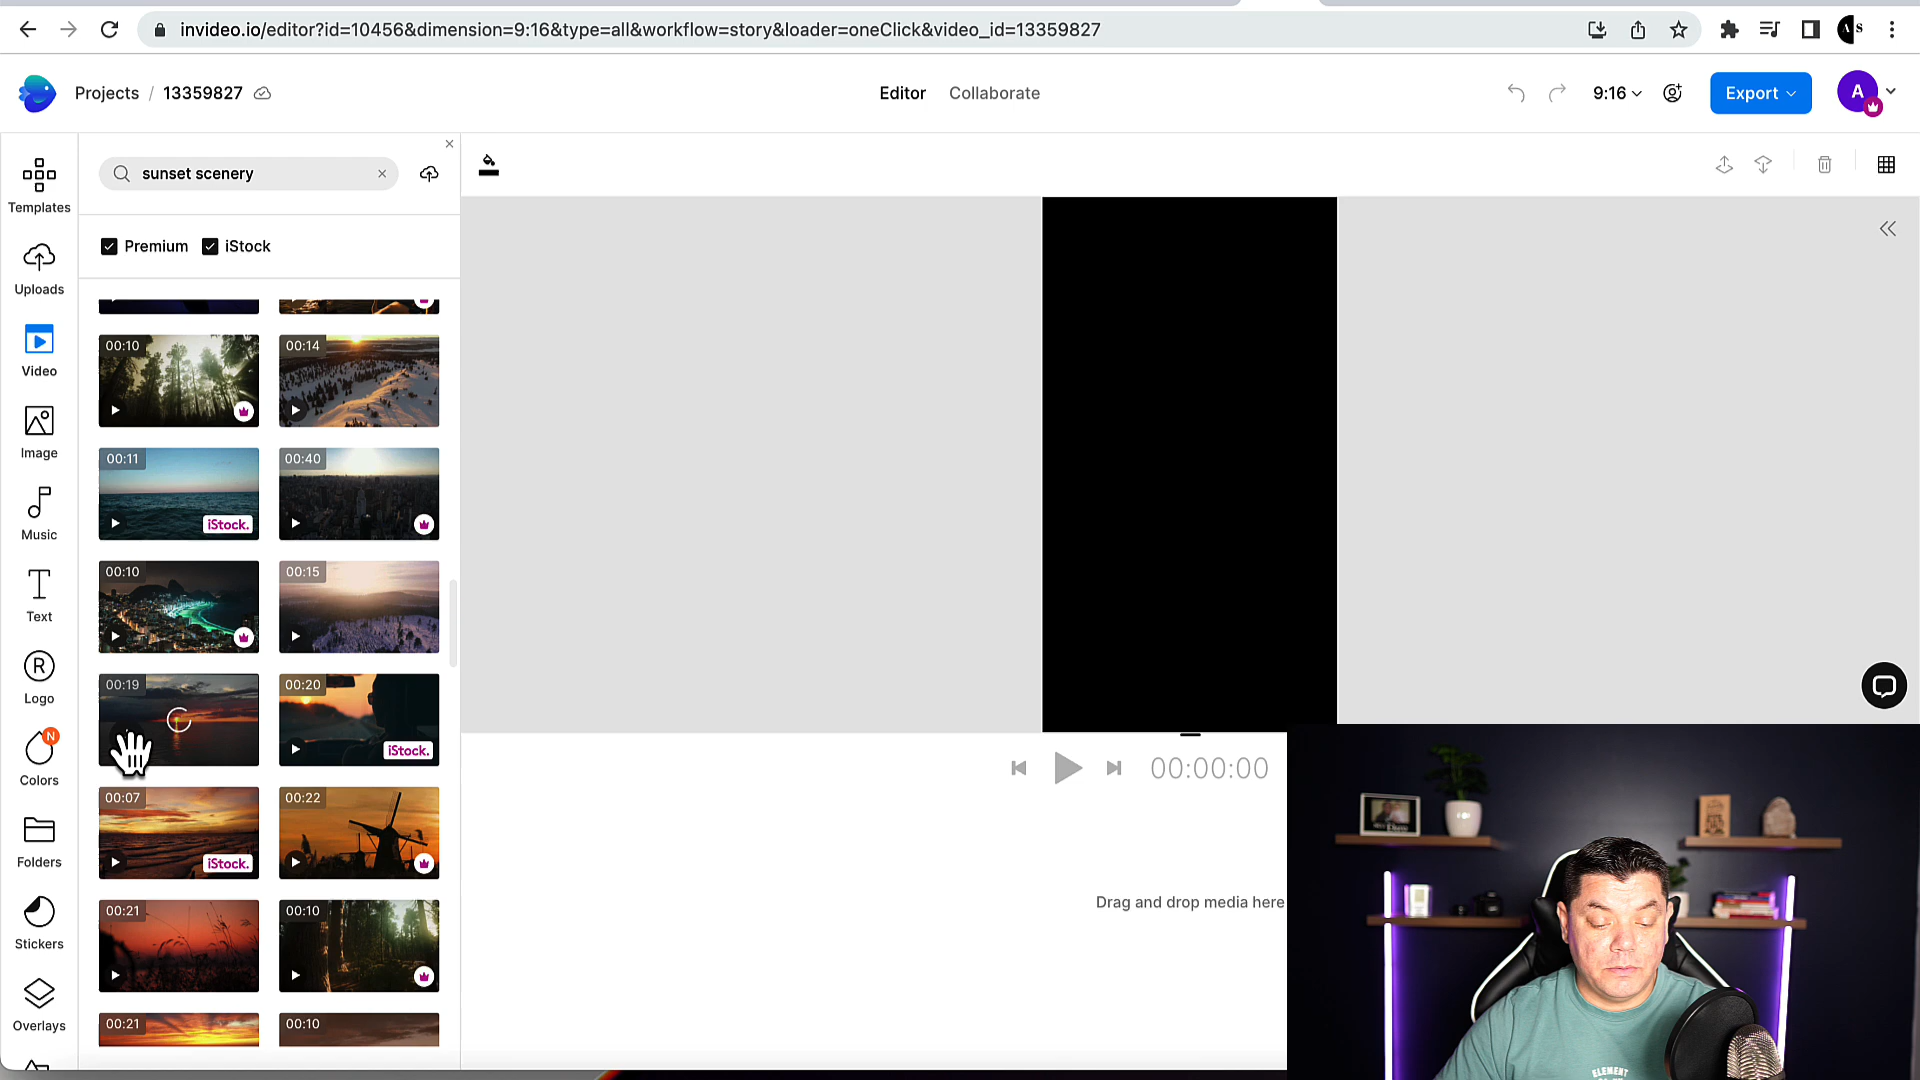 invideo.io/editor?id=10456&dimension=9:16&type=all&workflow=story&loader=oneClick&video_id=13359827
A S
Projects / 13359827
Editor
Collaborate
9:16
Export
A
Templates
Uploads
Video
Image
Music
Text
R
Logo
N
Colors
Folders
Stickers
Overlays
sunset scenery
Premium
iStock
00:10
00:14
00:11
iStock.
00:40
00:10
00:15
00:19
00:20
iStock.
00:07
iStock.
00:22
00:21
00:10
00:21
00:10
00:00:00
Drag and drop media here
ELEMENT